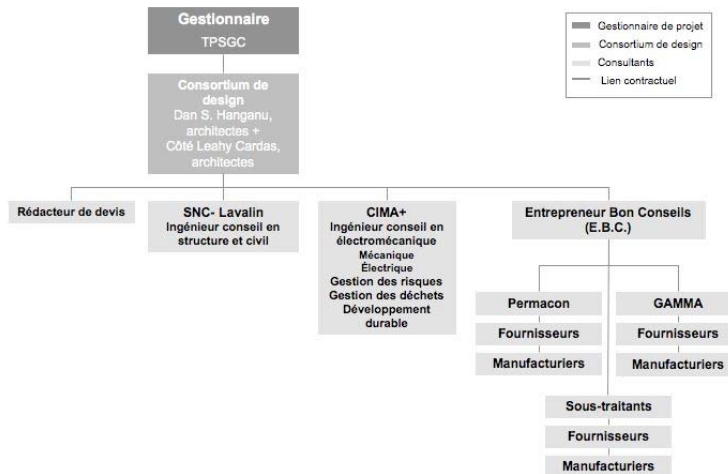 Gestionnaire
TPSGC
Gestionnaire de projet
Consortium de design
Consultants
Lien contractuel
Consortium de
design
Dan S. Hanganu,
architectes +
Côté Leahy Cardas,
architectes
Rédacteur de devis
SNC- Lavalin
Ingénieur conseil en
structure et civil
CIMA+
Ingénieur conseil en
électromécanique
Mécanique
Électrique
Gestion des risques
Gestion des déchets
Développement
durable
Entrepreneur Bon Conseils
(E.B.C.)
Permacon
Fournisseurs
Manufacturiers
GAMMA
Fournisseurs
Manufacturiers
Sous-traitants
Fournisseurs
Manufacturiers